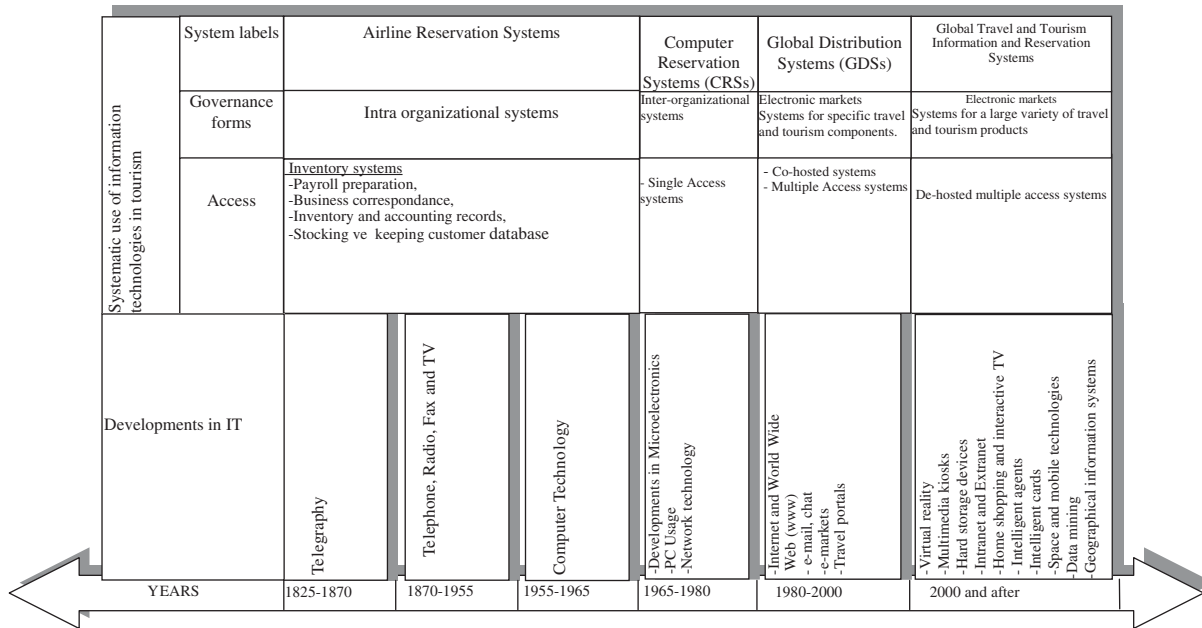 Systematic use of information
technologies in tourism
System labels
Airline Reservation Systems
Computer
Reservation
Systems (CRSs)
Global Distribution
Systems (GDSs)
Global Travel and Tourism
Information and Reservation
Systems
Governance
forms
Intra organizational systems
Inter-organizational
systems
Electronic markets
Systems for specific travel
and tourism components.
Electronic markets
Systems for a large variety of travel
and tourism products
Access
Inventory systems
-Payroll preparation,
-Business correspondance,
-Inventory and accounting records,
-Stocking ve keeping customer database
- Single Access
systems
- Co-hosted systems
- Multiple Access systems
De-hosted multiple access systems
Developments in IT
Telegraphy
Telephone, Radio, Fax and TV
Computer Technology
-Developments in Microelectronics
-PC Usage
-Network technology
-Internet and World Wide
Web (www)
- e-mail, chat
-e-markets
-Travel portals
-Virtual reality
-Multimedia kiosks
-Hard storage devices
-Intranet and Extranet
-Home shopping and interactive TV
-Intelligent agents
-Intelligent cards
-Space and mobile technologies
-Data mining
-Geographical information systems
YEARS
1825-1870
1870-1955
1955-1965
1965-1980
1980-2000
2000 and after